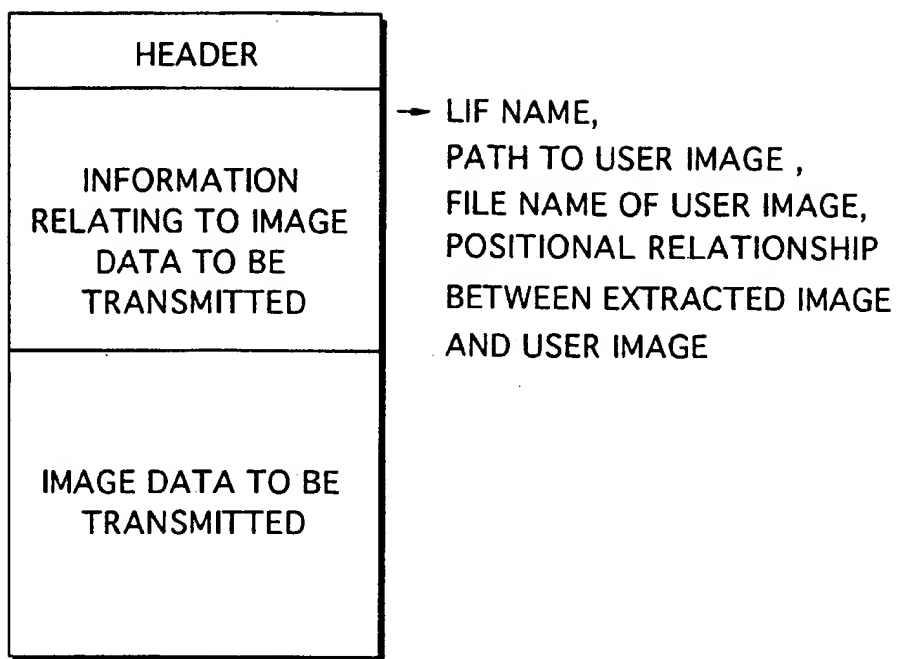 HEADER
INFORMATION
RELATING TO IMAGE
DATA TO BE
TRANSMITTED
→ LIF NAME,
PATH TO USER IMAGE ,
FILE NAME OF USER IMAGE,
POSITIONAL RELATIONSHIP
BETWEEN EXTRACTED IMAGE
AND USER IMAGE
IMAGE DATA TO BE
TRANSMITTED